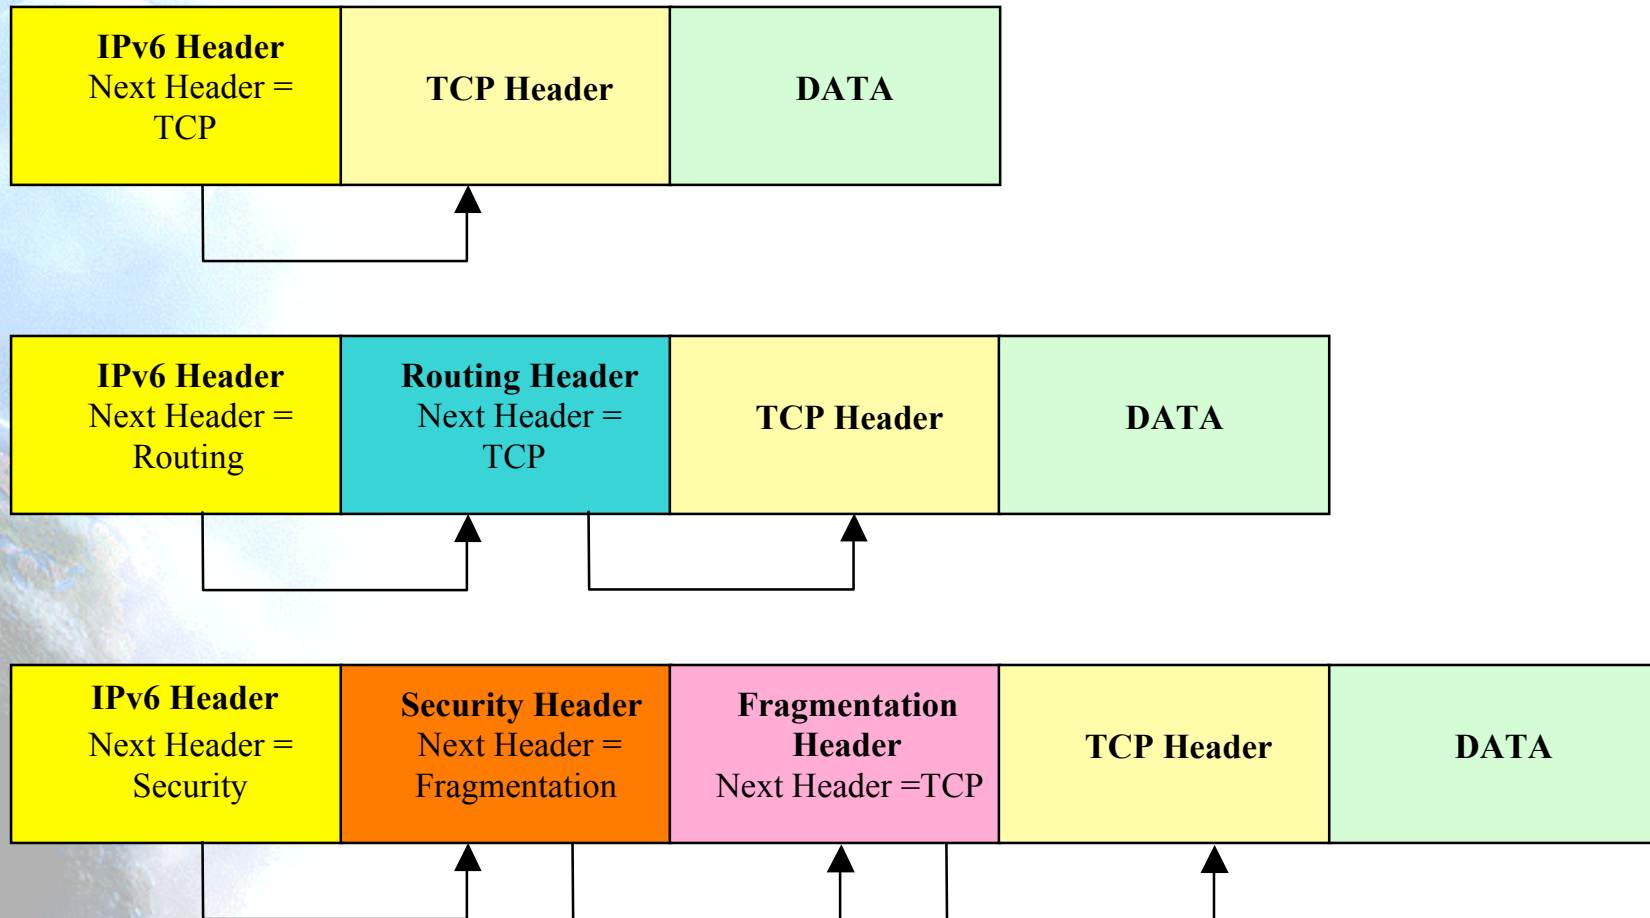 IPv6 Header
Next Header =
TCP
TCP Header
DATA
IPv6 Header
Next Header =
Routing
Routing Header
Next Header =
TCP
TCP Header
DATA
IPv6 Header
Next Header =
Security
Security Header
Next Header =
Fragmentation
Fragmentation
Header
Next Header =TCP
TCP Header
DATA